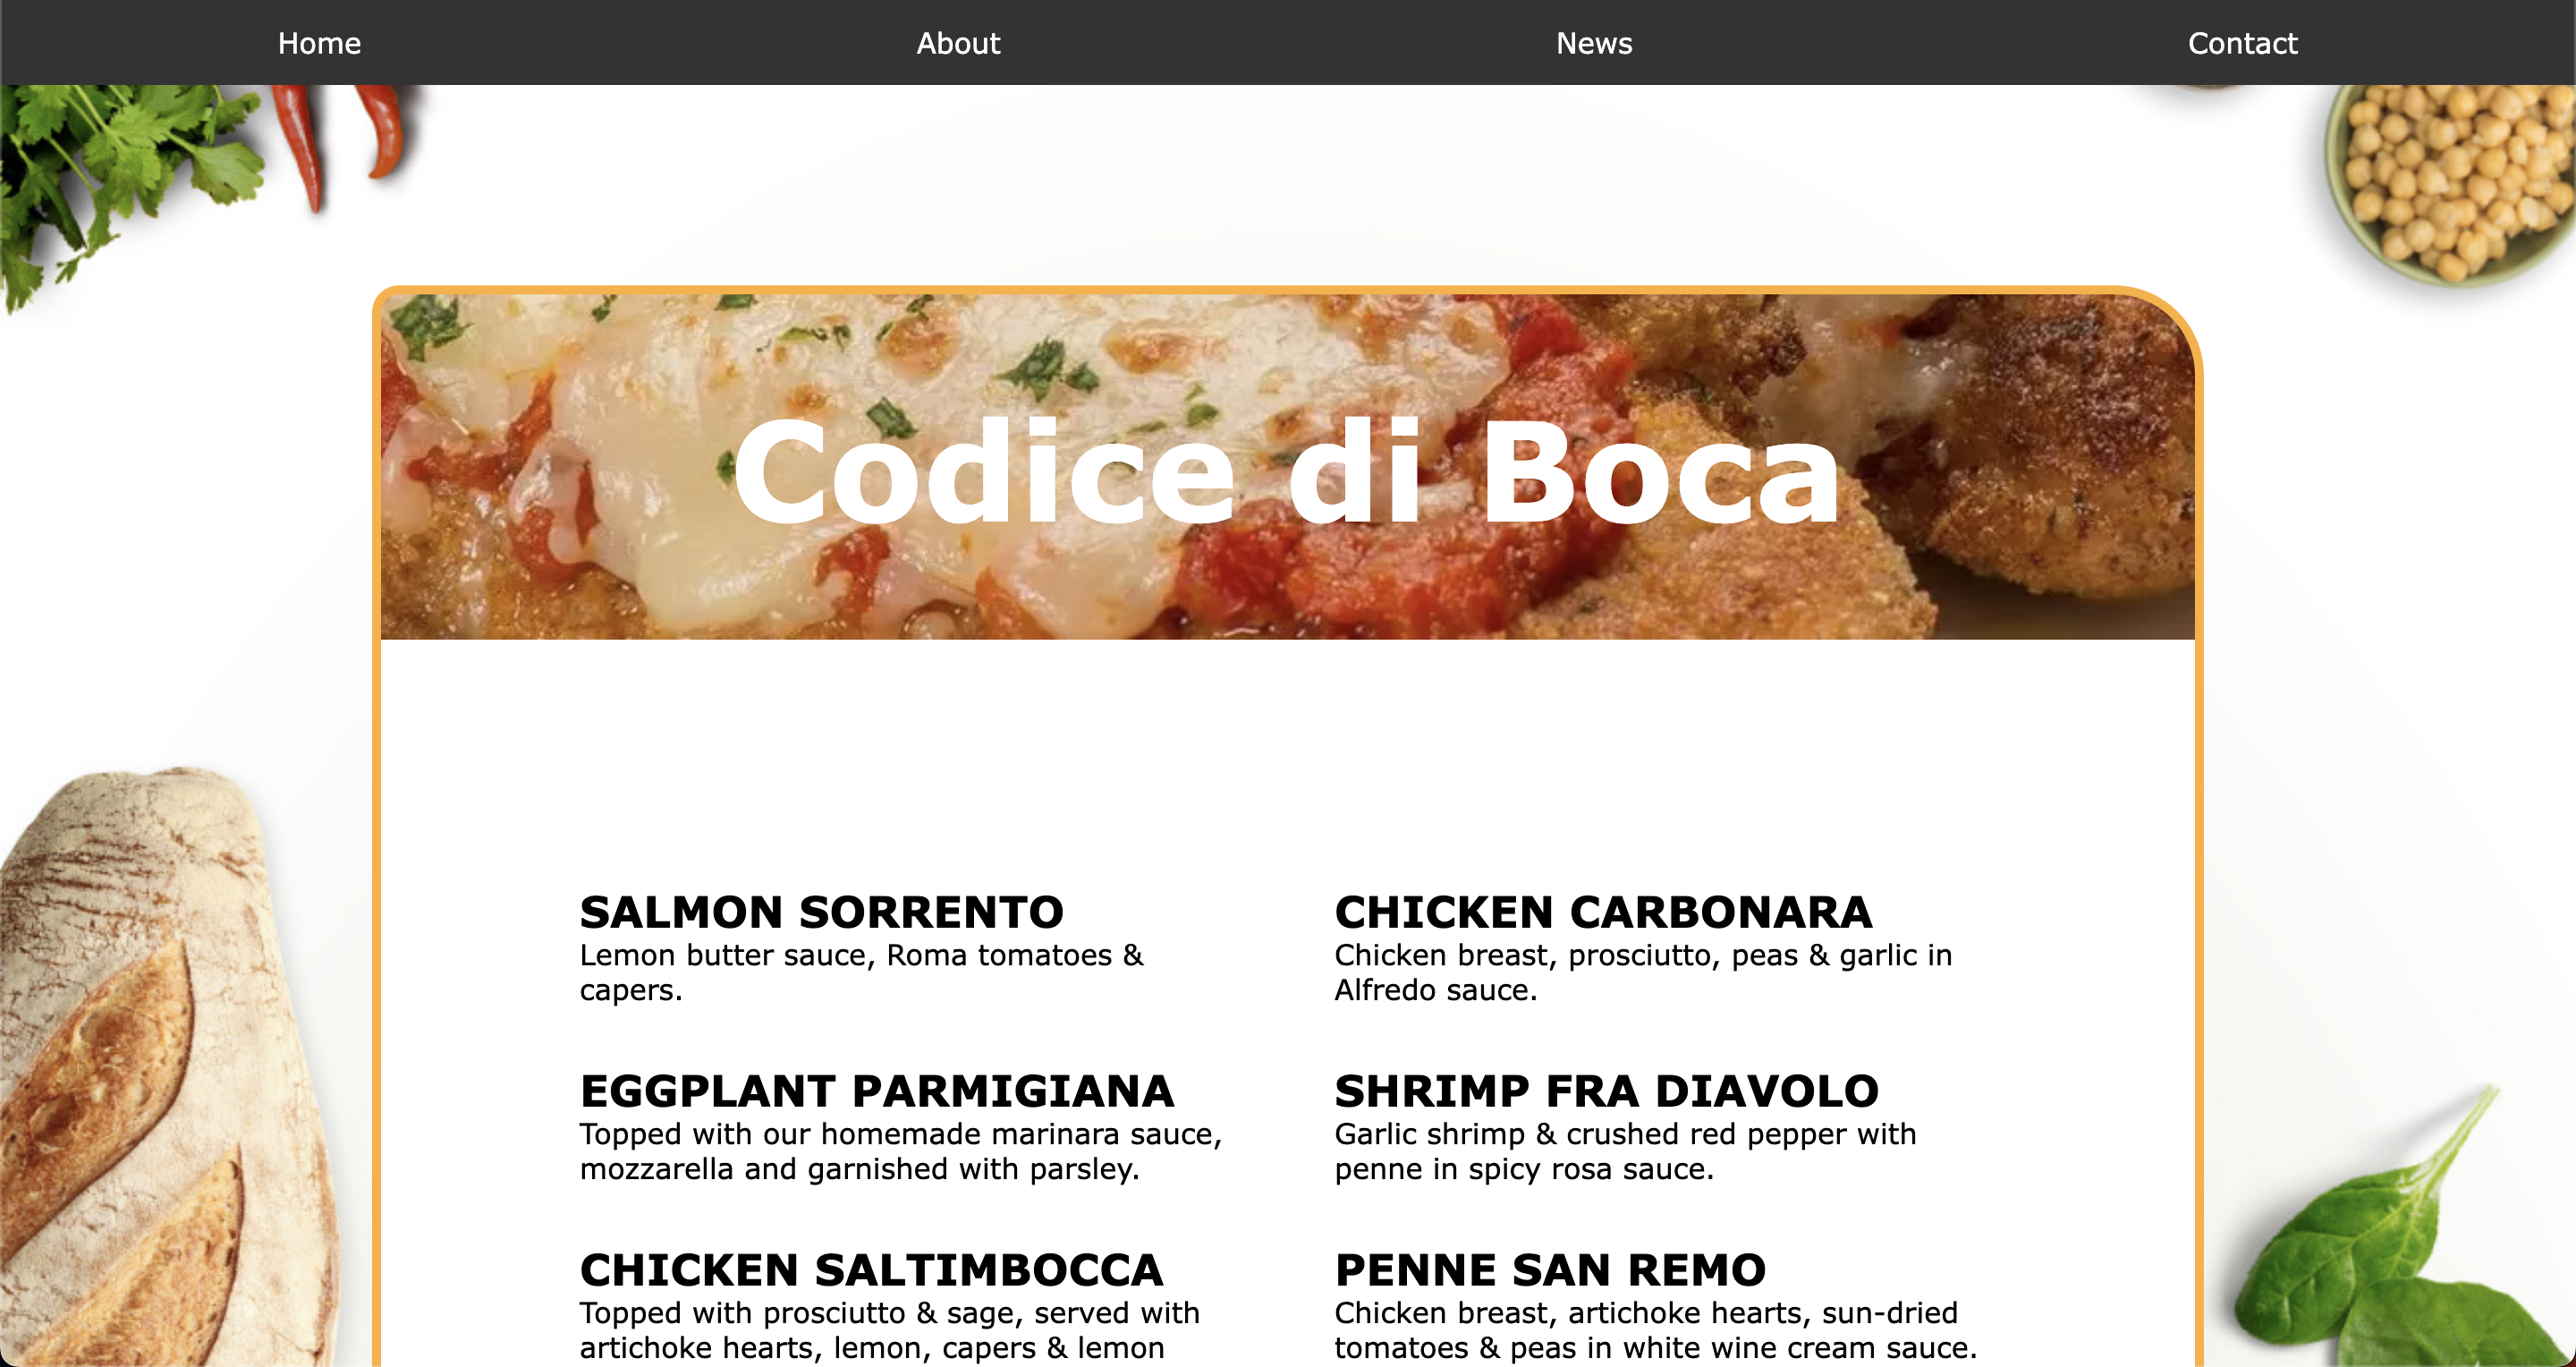 Home
About
News
Contact
Codice di Boca
SALMON SORRENTO
Lemon butter sauce, Roma tomatoes &
capers.
EGGPLANT PARMIGIANA
Topped with our homemade marinara sauce,
mozzarella and garnished with parsley.
CHICKEN SALTIMBOCCA
Topped with prosciutto & sage, served with
artichoke hearts, lemon, capers & lemon
CHICKEN CARBONARA
Chicken breast, prosciutto, peas & garlic in
Alfredo sauce.
SHRIMP FRA DIAVOLO
Garlic shrimp & crushed red pepper with
penne in spicy rosa sauce.
PENNE SAN REMO
Chicken breast, artichoke hearts, sun-dried
tomatoes & peas in white wine cream sauce.